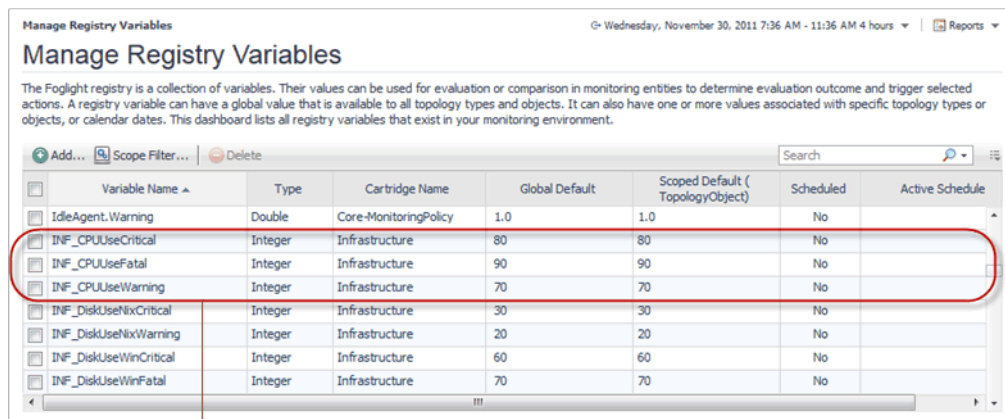 Manage Registry Variables
Wednesday, November 30, 2011 7:36 AM - 11:36 AM 4 hours
Reports
Manage Registry Variables
The Foglight registry is a collection of variables. Their values can be used for evaluation or comparison in monitoring entities to determine evaluation outcome and trigger selected
actions. A registry variable can have a global value that is available to all topology types and objects. It can also have one or more values associated with specific topology types or
objects, or calendar dates. This dashboard lists all registry variables that exist in your monitoring environment.
Add... Scope Filter... Delete Search
Variable Name Type Cartridge Name Global Default Scoped Default ( TopologyObject) Scheduled Active Schedule
IdleAgent.Warning Double Core-MonitoringPolicy 1.0 1.0 No
INF_CPUUseCritical Integer Infrastructure 80 80 No
INF_CPUUseFatal Integer Infrastructure 90 90 No
INF_CPUUseWarning Integer Infrastructure 70 70 No
INF_DiskUseNixCritical Integer Infrastructure 30 30 No
INF_DiskUseNixWarning Integer Infrastructure 20 20 No
INF_DiskUseWinCritical Integer Infrastructure 60 60 No
INF_DiskUseWinFatal Integer Infrastructure 70 70 No